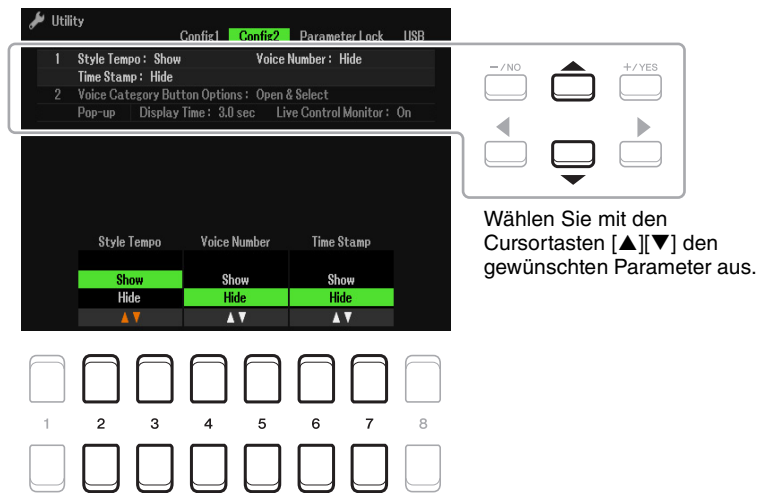 Utility
Config1 Config2 Parameter Lock USB
1 Style Tempo : Show Voice Number : Hide
Time Stamp : Hide
2 Voice Category Button Options : Open & Select
Pop-up Display Time : 3.0 sec Live Control Monitor : On
-/NO +/YES
Wählen Sie mit den
Cursortasten [▲][▼] den
gewünschten Parameter aus.
Style Tempo Voice Number Time Stamp
Show Show Show
Hide Hide Hide
1 2 3 4 5 6 7 8